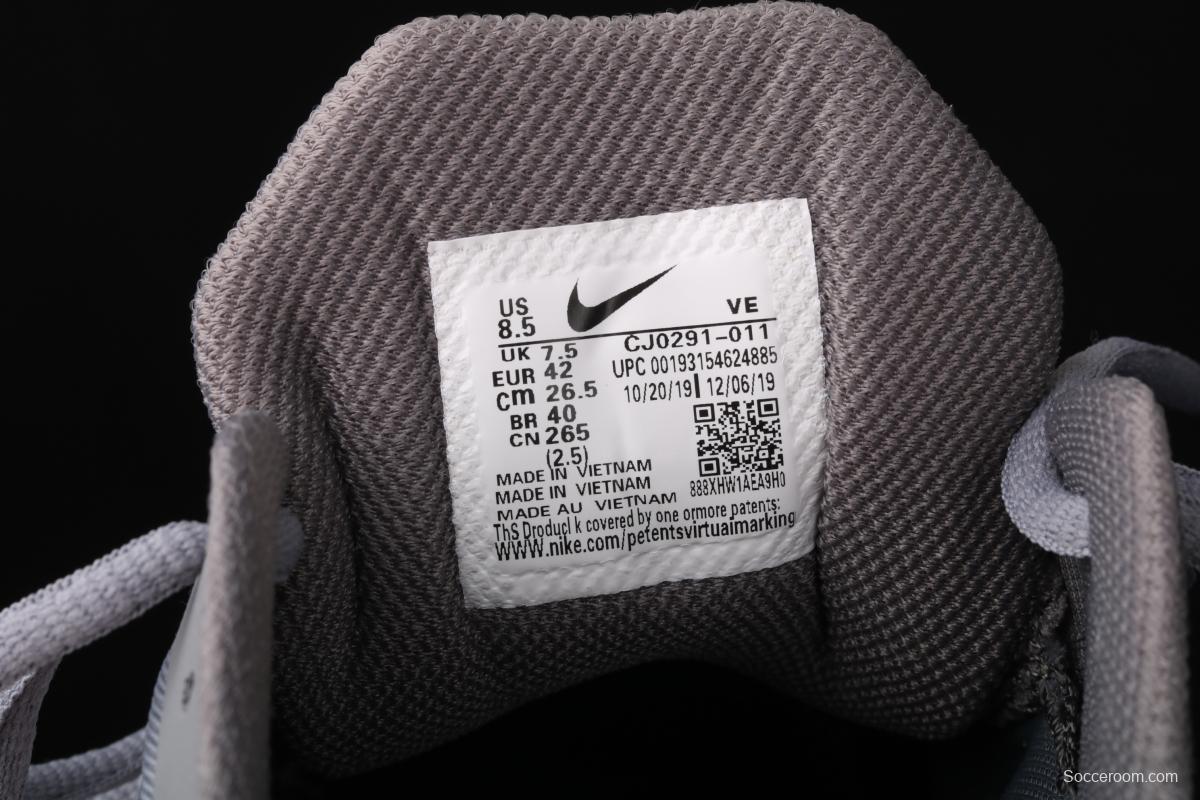 US
8.5
VE
UK 7.5
EUR 42
Cm 26.5
BR 40
CN 265
(2.5)
CJ0291-011
UPC 00193154624885
10/20/19 12/06/19
888XHW1AEA9H0
MADE IN VIETNAM
MADE IN VIETNAM
MADE AU VIETNAM
ThS Droducl k covered by one ormore patents:
WWW.nike.com/petentsvirtuaimarking
Socceroom.com